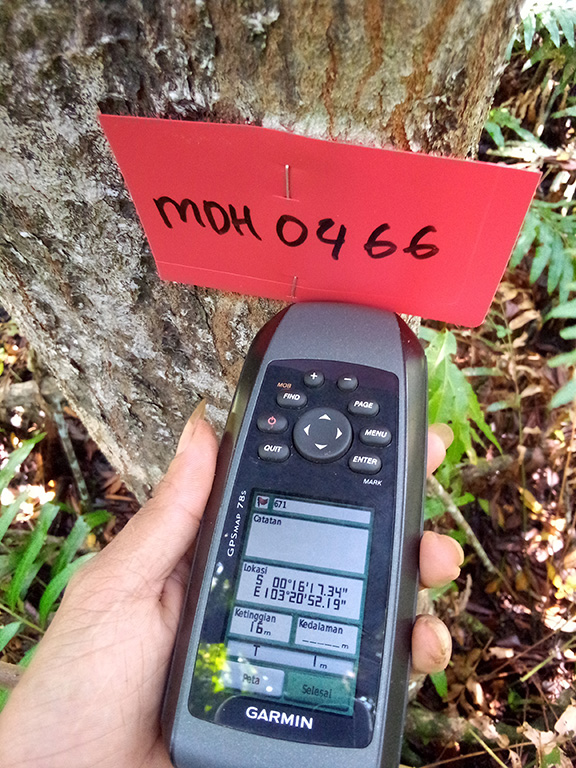 MDH 0466
MOB
FIND
+
-
PAGE
QUIT
MENU
ENTER
MARK
GPSMAP 78s
671
Catatan
Lokasi
S 00°16'17.34"
E103°20'52.19"
Ketinggian
16m
Kedalaman
_____m
T 1m
Peta
Selesai
GARMIN